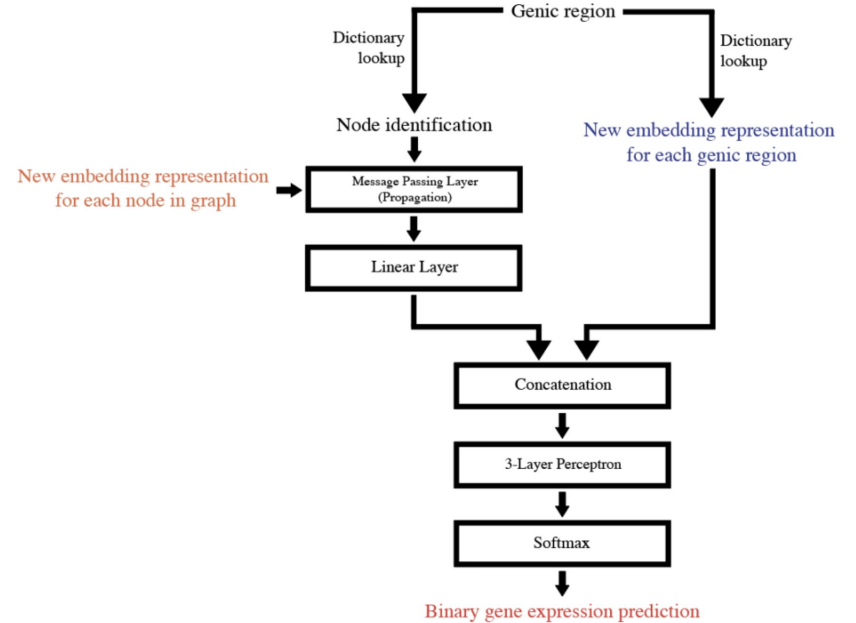 Genic region
Dictionary
lookup
Dictionary
lookup
Node identification
New embedding representation
for each genic region
New embedding representation
for each node in graph
Message Passing Layer
(Propagation)
Linear Layer
Concatenation
3-Layer Perceptron
Softmax
Binary gene expression prediction